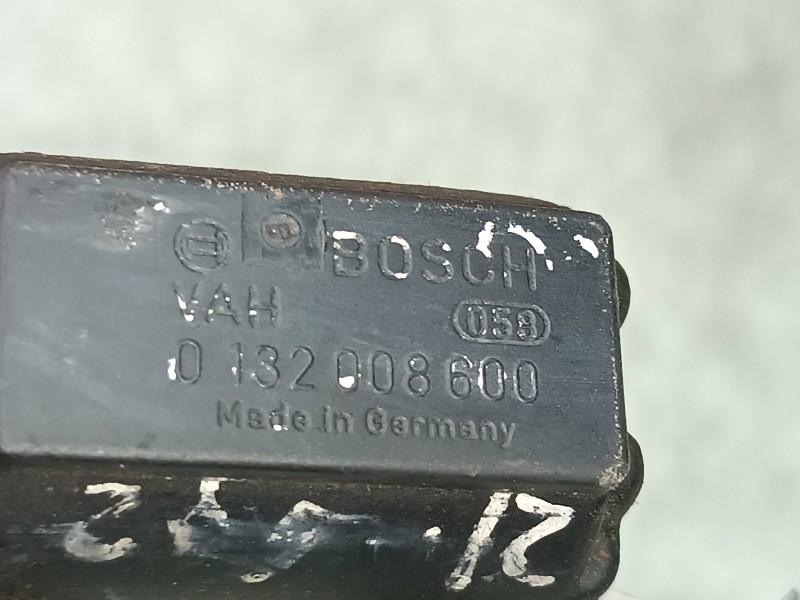 BOSCH
VAH 058
0 132 008 600
Made in Germany